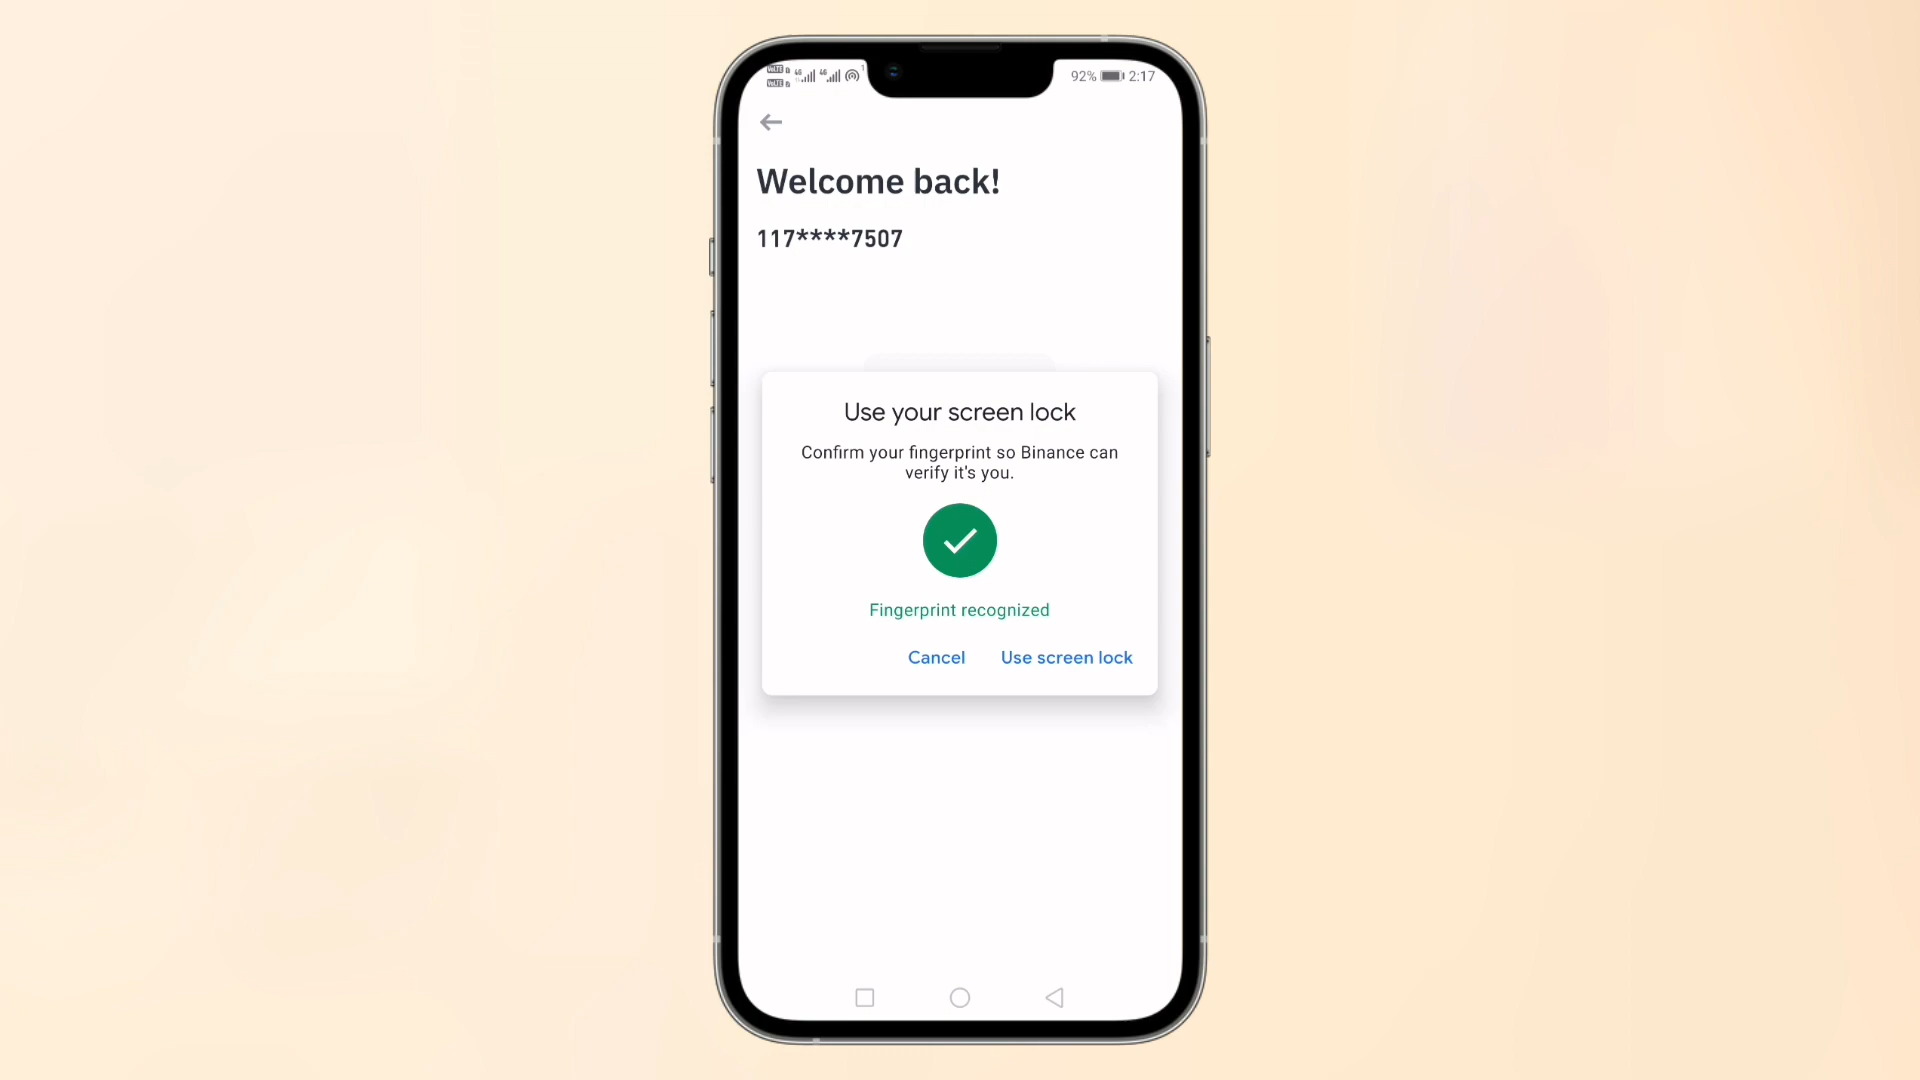 92% 2:17
Welcome back!
117****7507
Use your screen lock
Confirm your fingerprint so Binance can
verify it's you.
Fingerprint recognized
Cancel Use screen lock